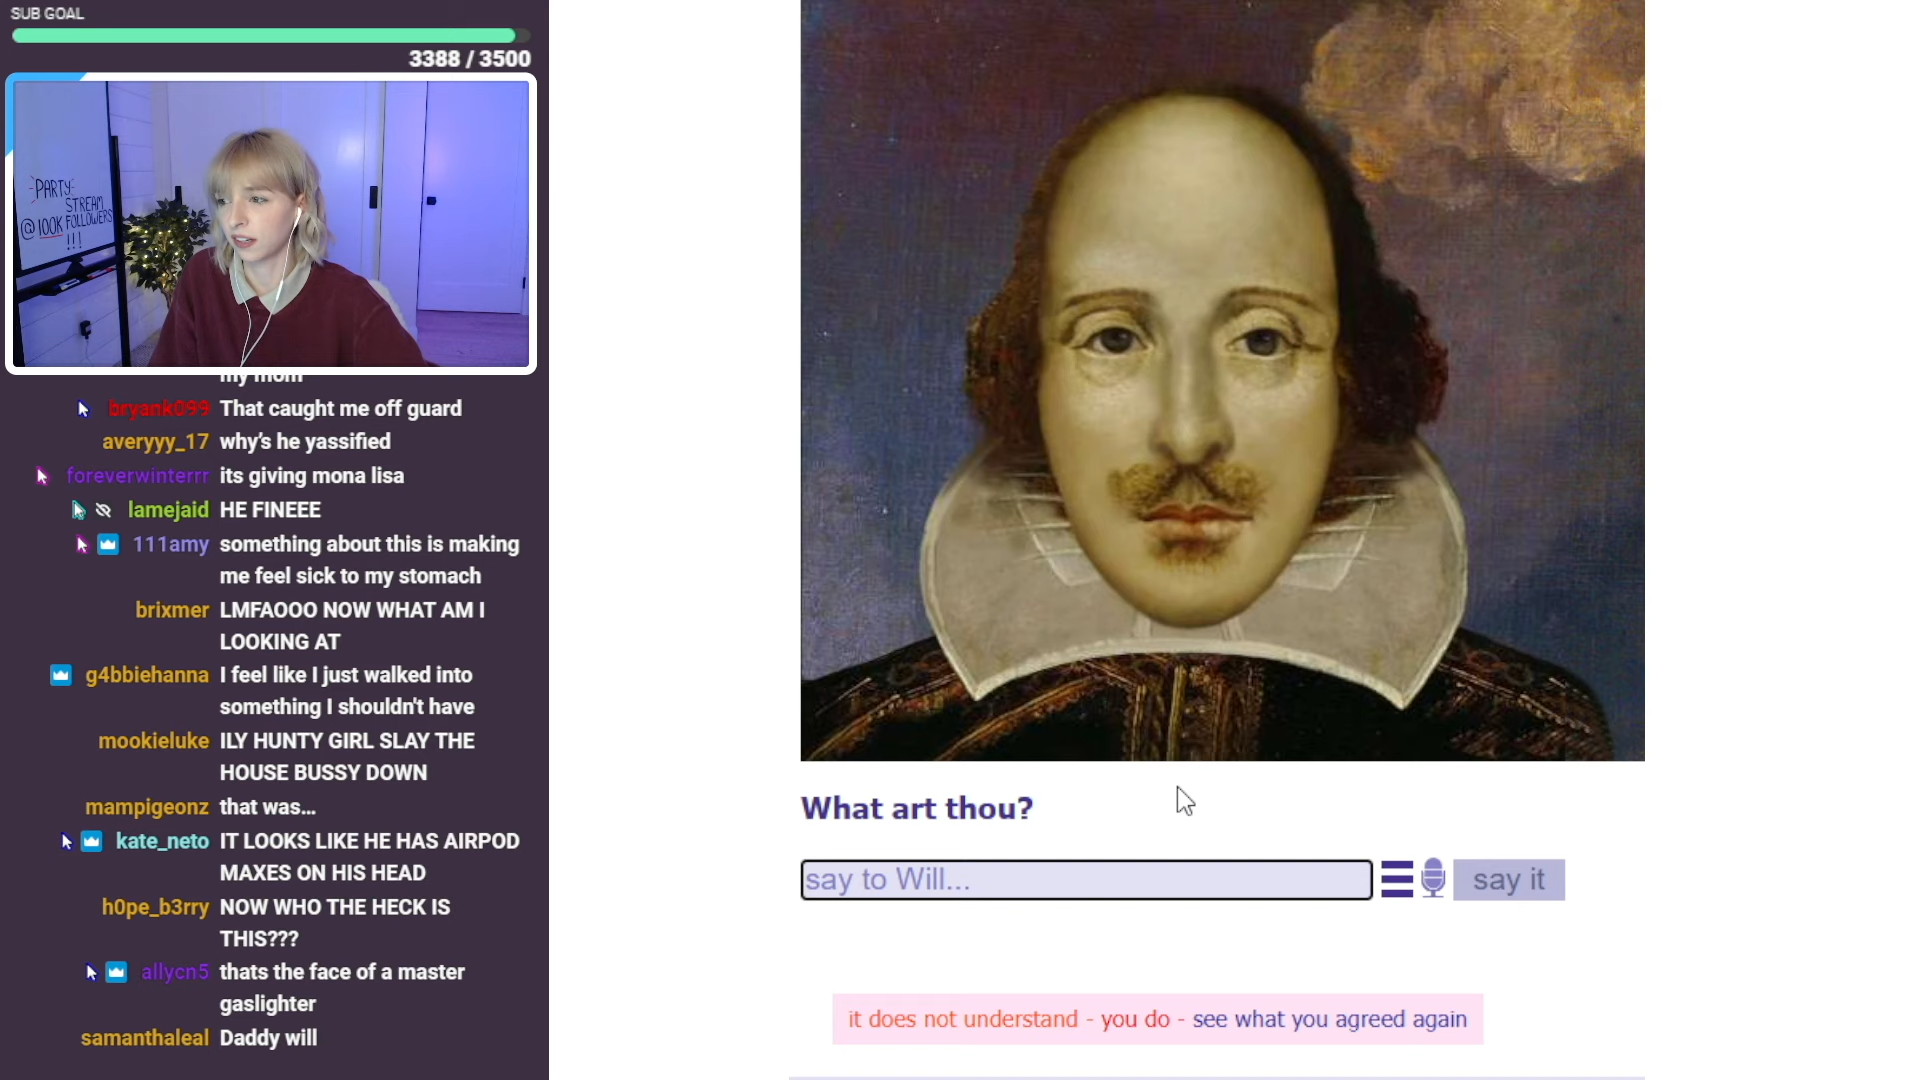 SUB GOAL
3388 / 3500
PARTY
STREAM
@100K FOLLOWERS
!!!
my mom
bryank099 That caught me off guard
averyyy_17 why's he yassified
foreverwinterrr its giving mona lisa
lamejaid HE FINEEE
111amy something about this is making
me feel sick to my stomach
brixmer LMFAOOO NOW WHAT AM I
LOOKING AT
g4bbiehanna I feel like I just walked into
something I shouldn't have
mookieluke ILY HUNTY GIRL SLAY THE
HOUSE BUSSY DOWN
mampigeonz that was...
kate_neto IT LOOKS LIKE HE HAS AIRPOD
MAXES ON HIS HEAD
h0pe_b3rry NOW WHO THE HECK IS
THIS???
allycn5 thats the face of a master
gaslighter
samanthaleal Daddy will
What art thou?
say to Will...
say it
it does not understand - you do - see what you agreed again